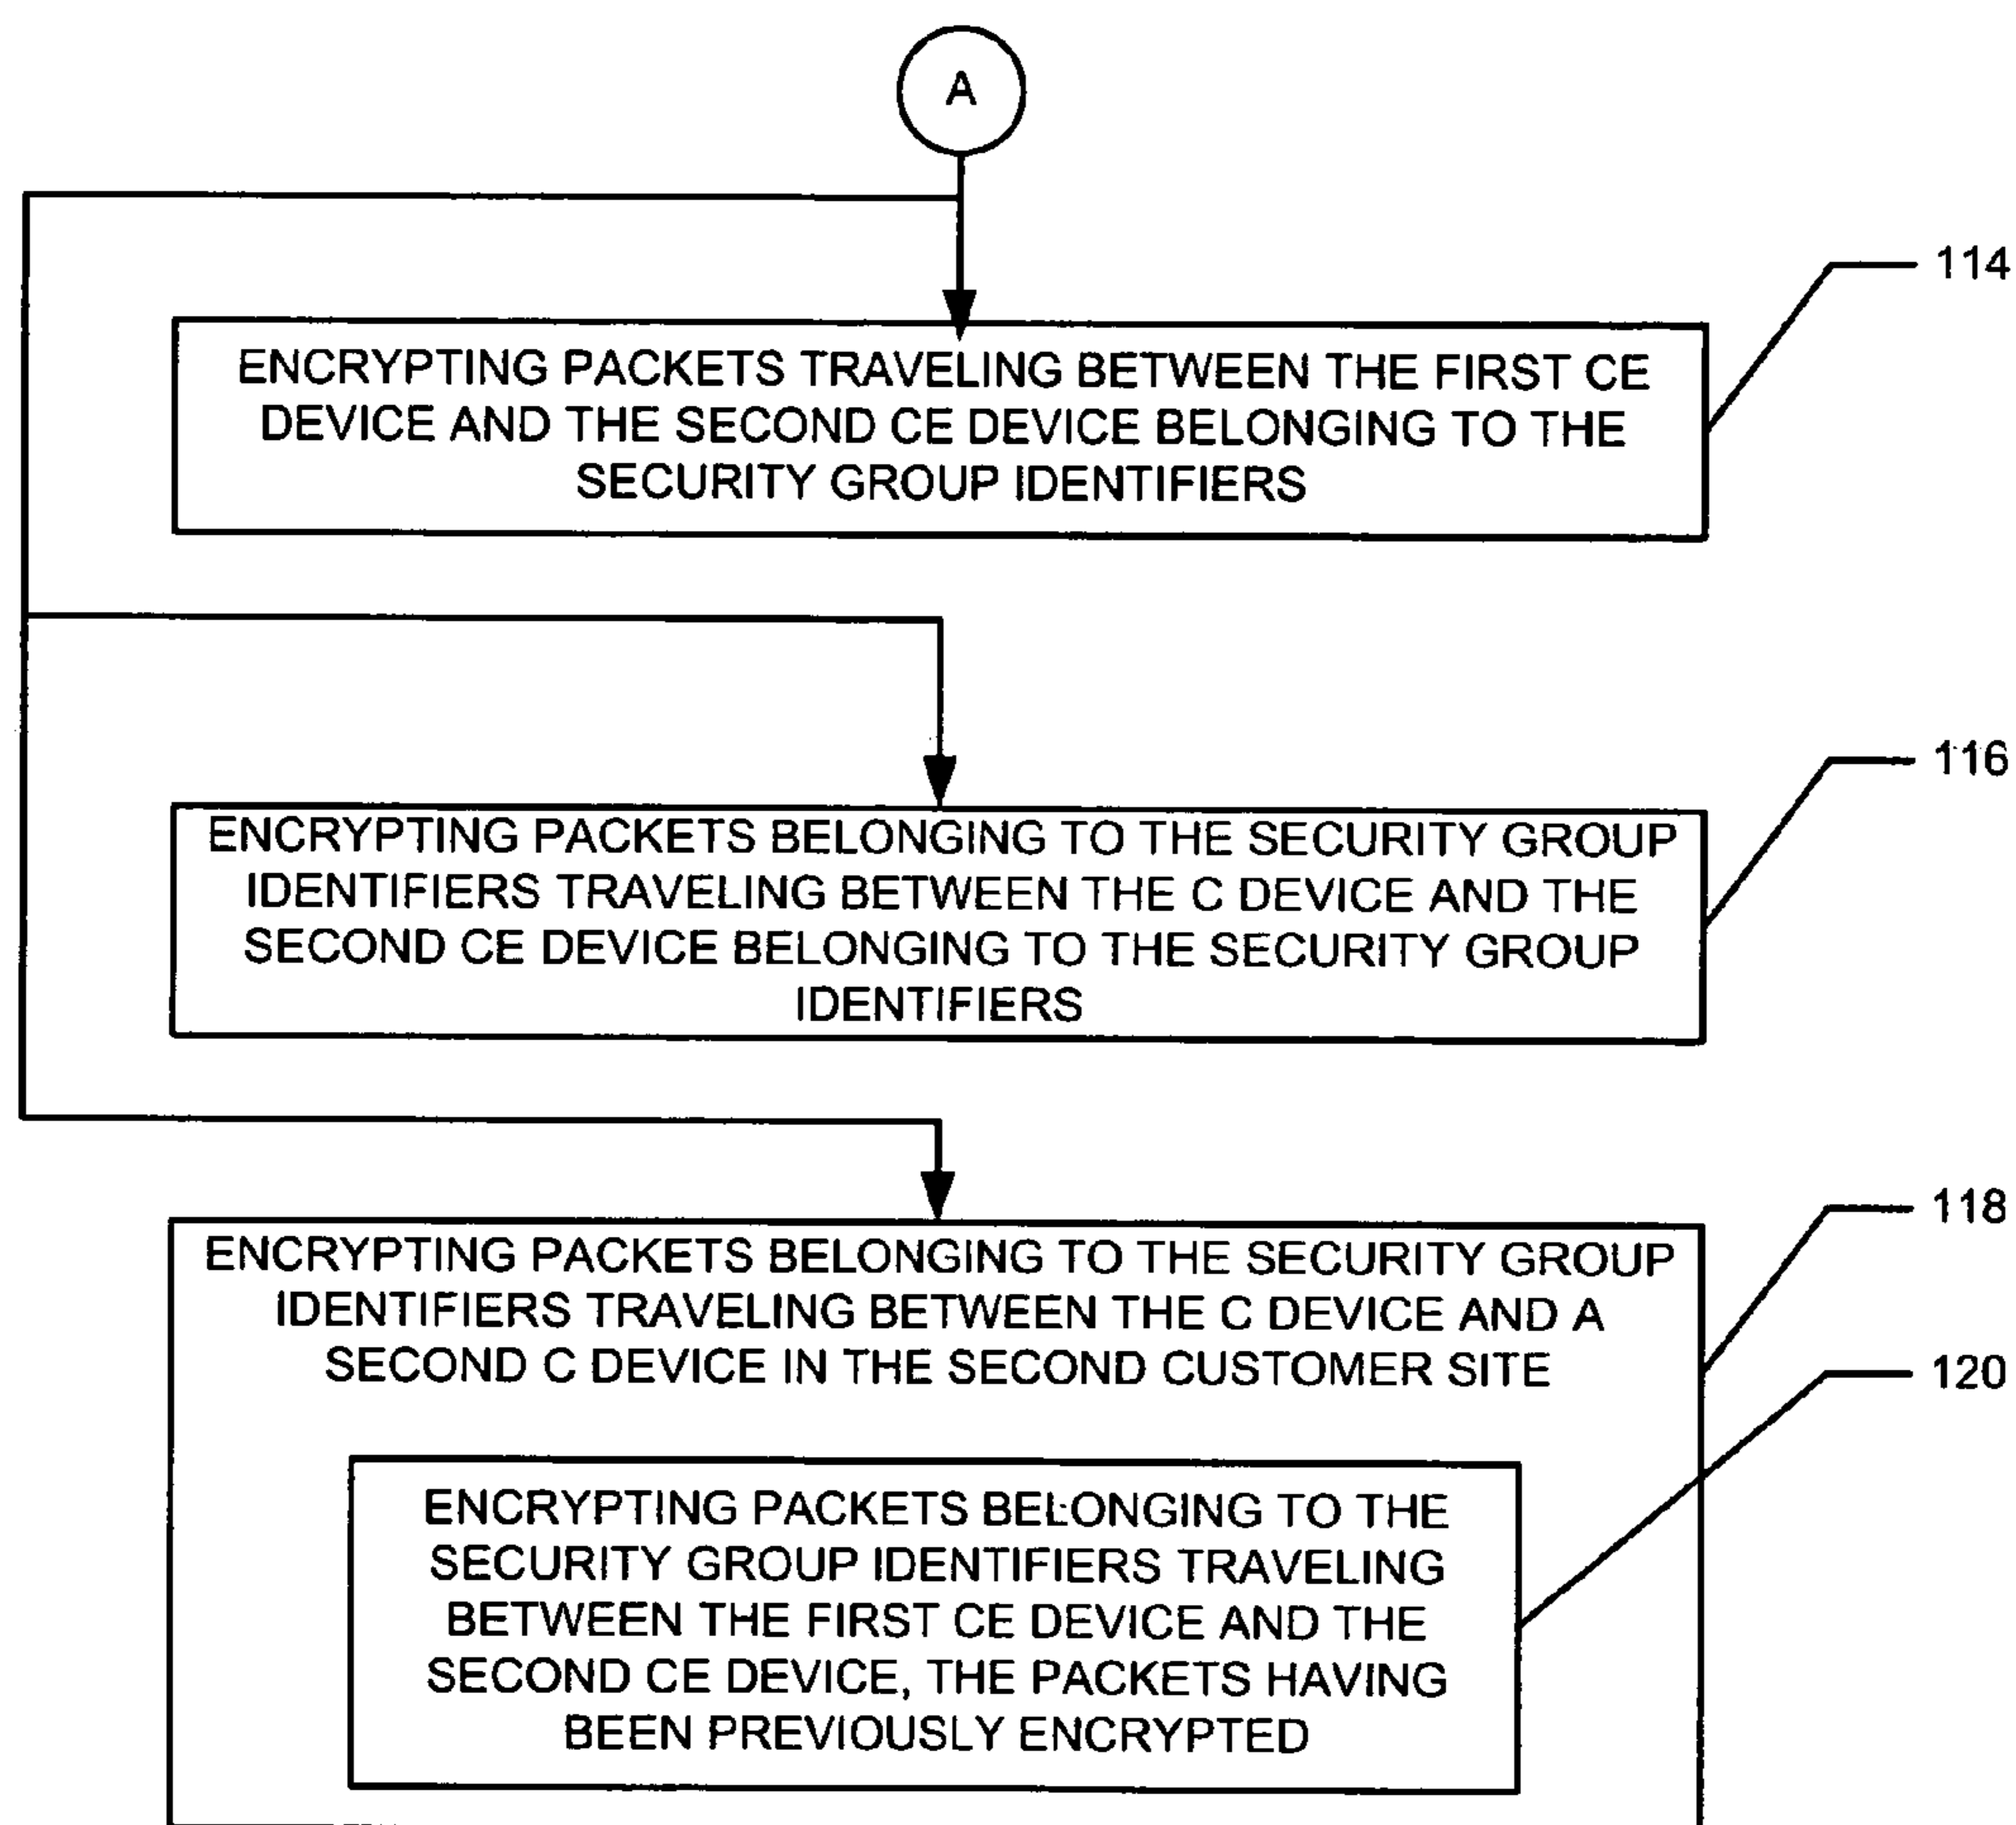 A
114
ENCRYPTING PACKETS TRAVELING BETWEEN THE FIRST CE
DEVICE AND THE SECOND CE DEVICE BELONGING TO THE
SECURITY GROUP IDENTIFIERS
116
ENCRYPTING PACKETS BELONGING TO THE SECURITY GROUP
IDENTIFIERS TRAVELING BETWEEN THE C DEVICE AND THE
SECOND CE DEVICE BELONGING TO THE SECURITY GROUP
IDENTIFIERS
118
ENCRYPTING PACKETS BELONGING TO THE SECURITY GROUP
IDENTIFIERS TRAVELING BETWEEN THE C DEVICE AND A
SECOND C DEVICE IN THE SECOND CUSTOMER SITE
120
ENCRYPTING PACKETS BELONGING TO THE
SECURITY GROUP IDENTIFIERS TRAVELING
BETWEEN THE FIRST CE DEVICE AND THE
SECOND CE DEVICE, THE PACKETS HAVING
BEEN PREVIOUSLY ENCRYPTED